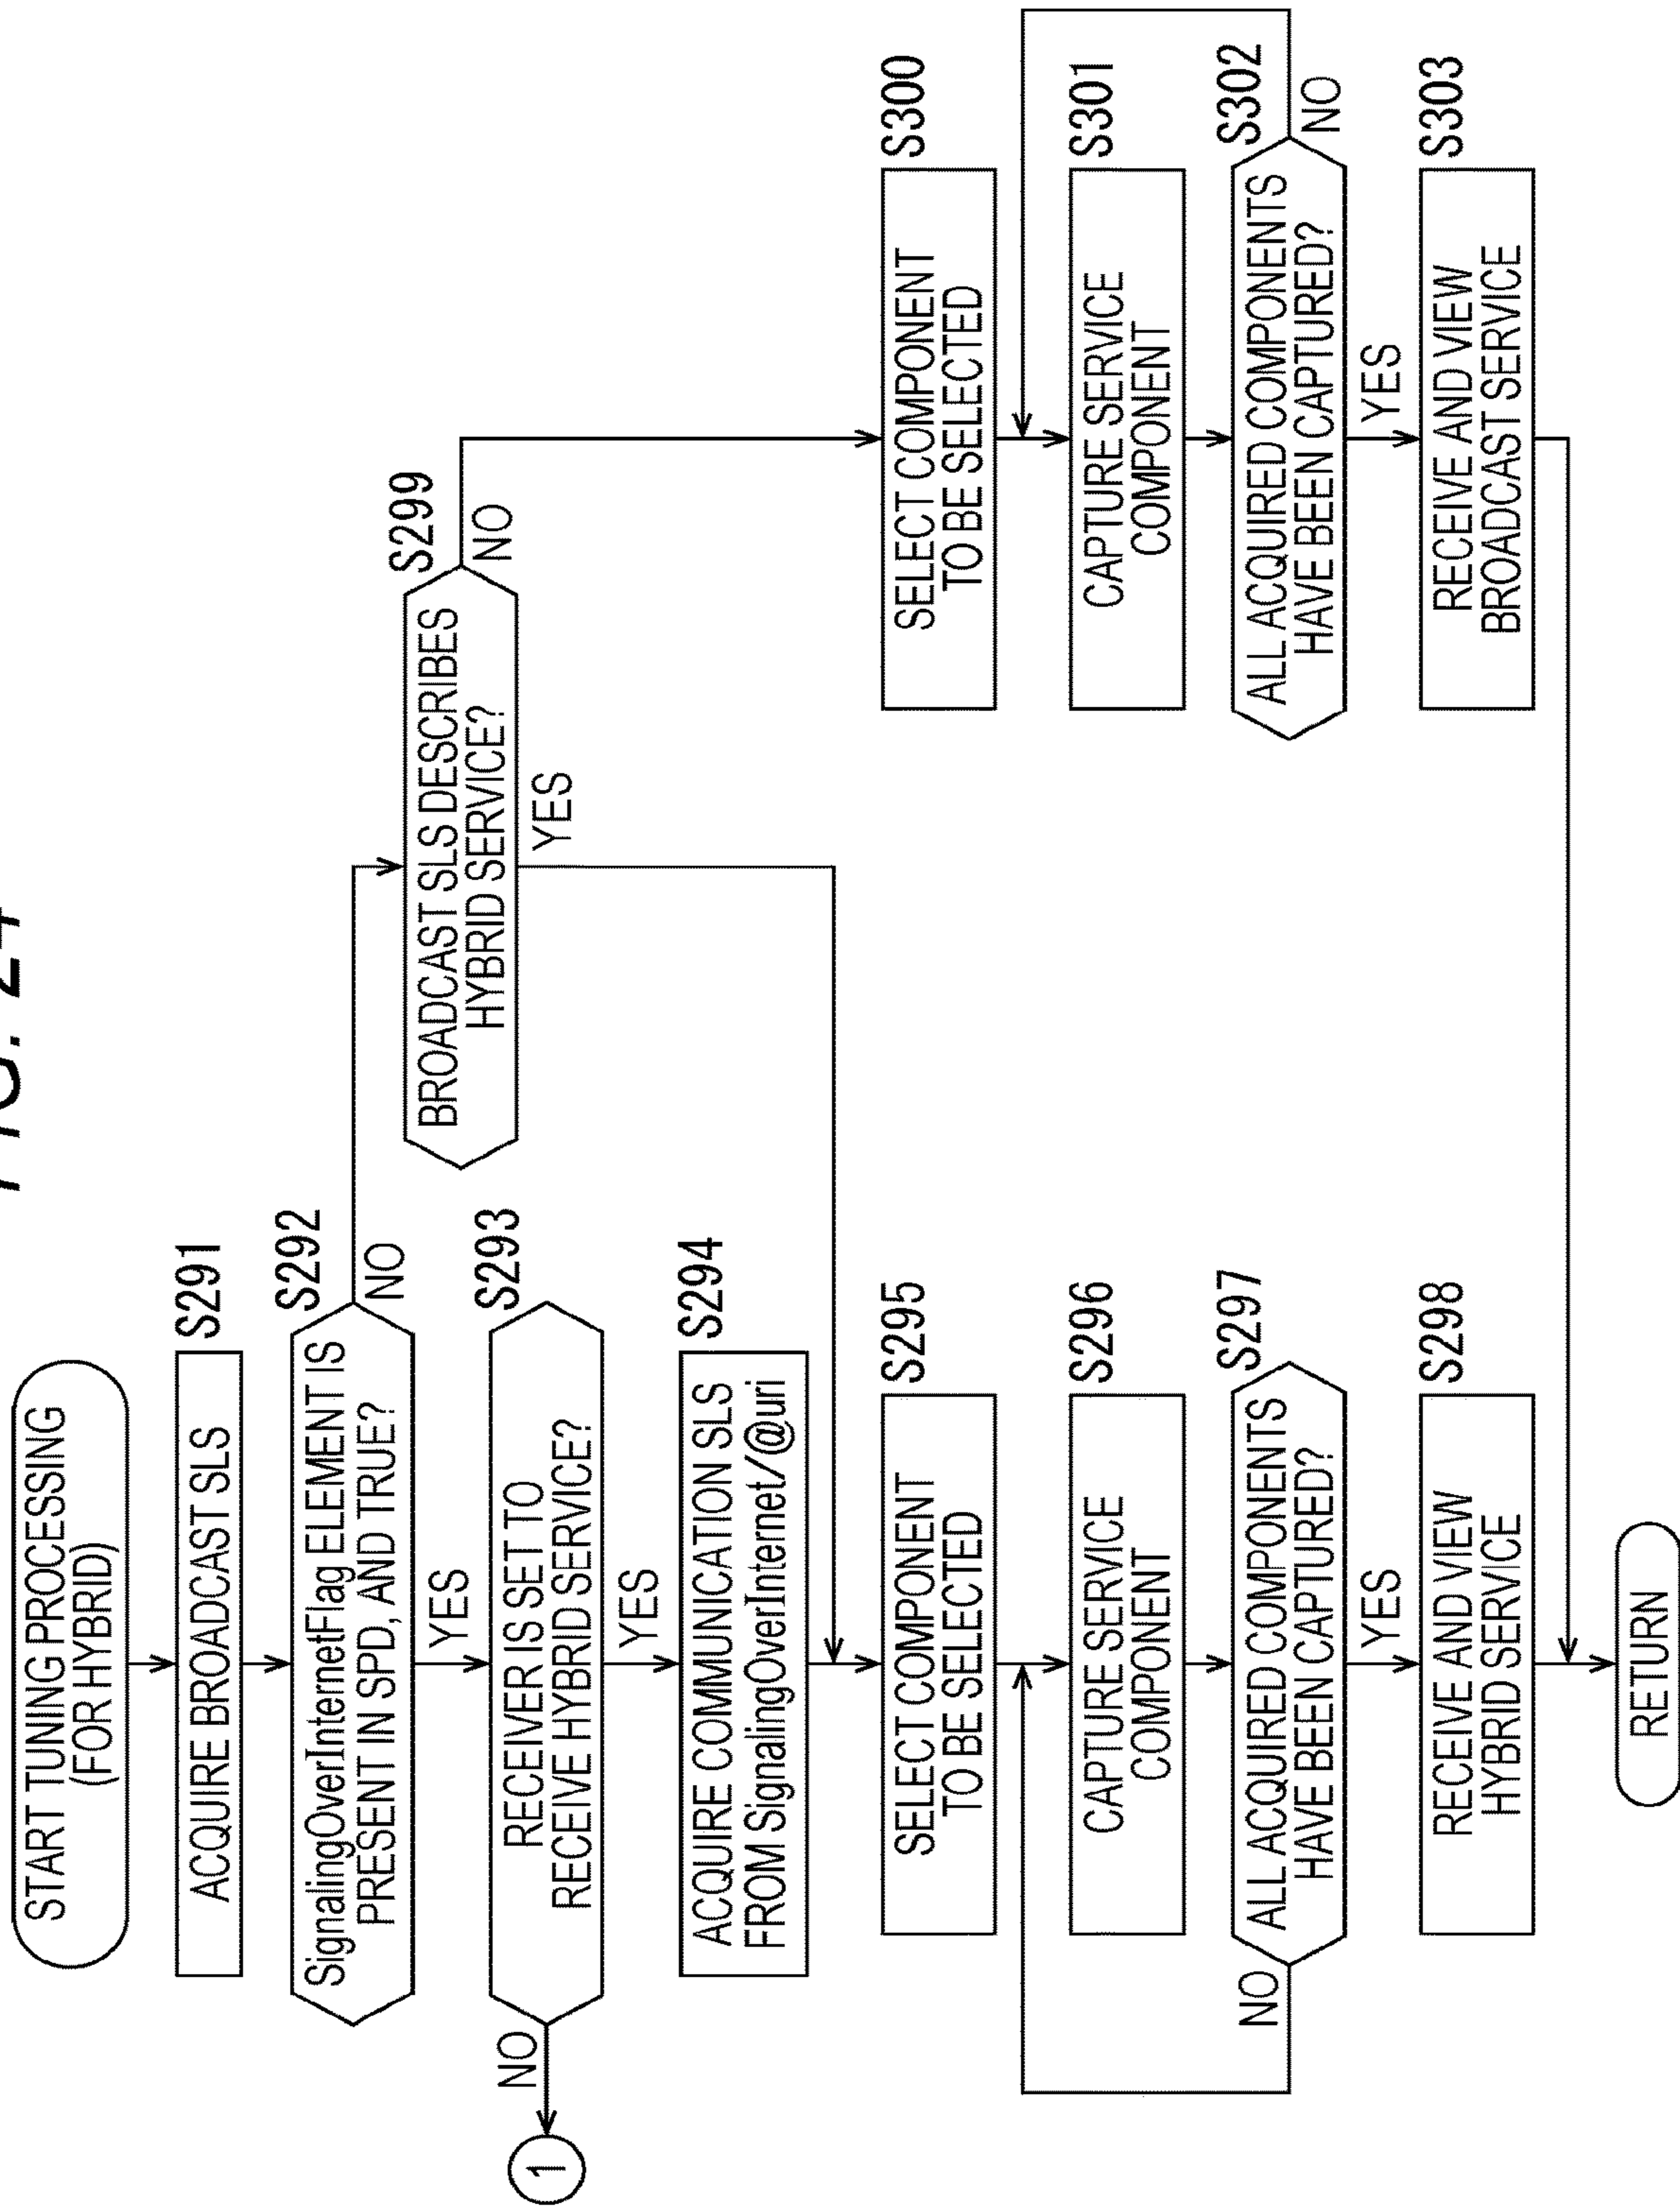 FIG. 24
START TUNING PROCESSING
(FOR HYBRID)
ACQUIRE BROADCAST SLS
S291
SignalingOverInternetFlag ELEMENT IS
PRESENT IN SPD, AND TRUE?
S292
NO
YES
RECEIVER IS SET TO
RECEIVE HYBRID SERVICE?
S293
NO
1
YES
ACQUIRE COMMUNICATION SLS
FROM SignalingOverInternet/@uri
S294
SELECT COMPONENT
TO BE SELECTED
S295
CAPTURE SERVICE
COMPONENT
S296
ALL ACQUIRED COMPONENTS
HAVE BEEN CAPTURED?
S297
NO
YES
RECEIVE AND VIEW
HYBRID SERVICE
S298
RETURN
BROADCAST SLS DESCRIBES
HYBRID SERVICE?
S299
NO
YES
SELECT COMPONENT
TO BE SELECTED
S300
CAPTURE SERVICE
COMPONENT
S301
ALL ACQUIRED COMPONENTS
HAVE BEEN CAPTURED?
S302
NO
YES
RECEIVE AND VIEW
BROADCAST SERVICE
S303